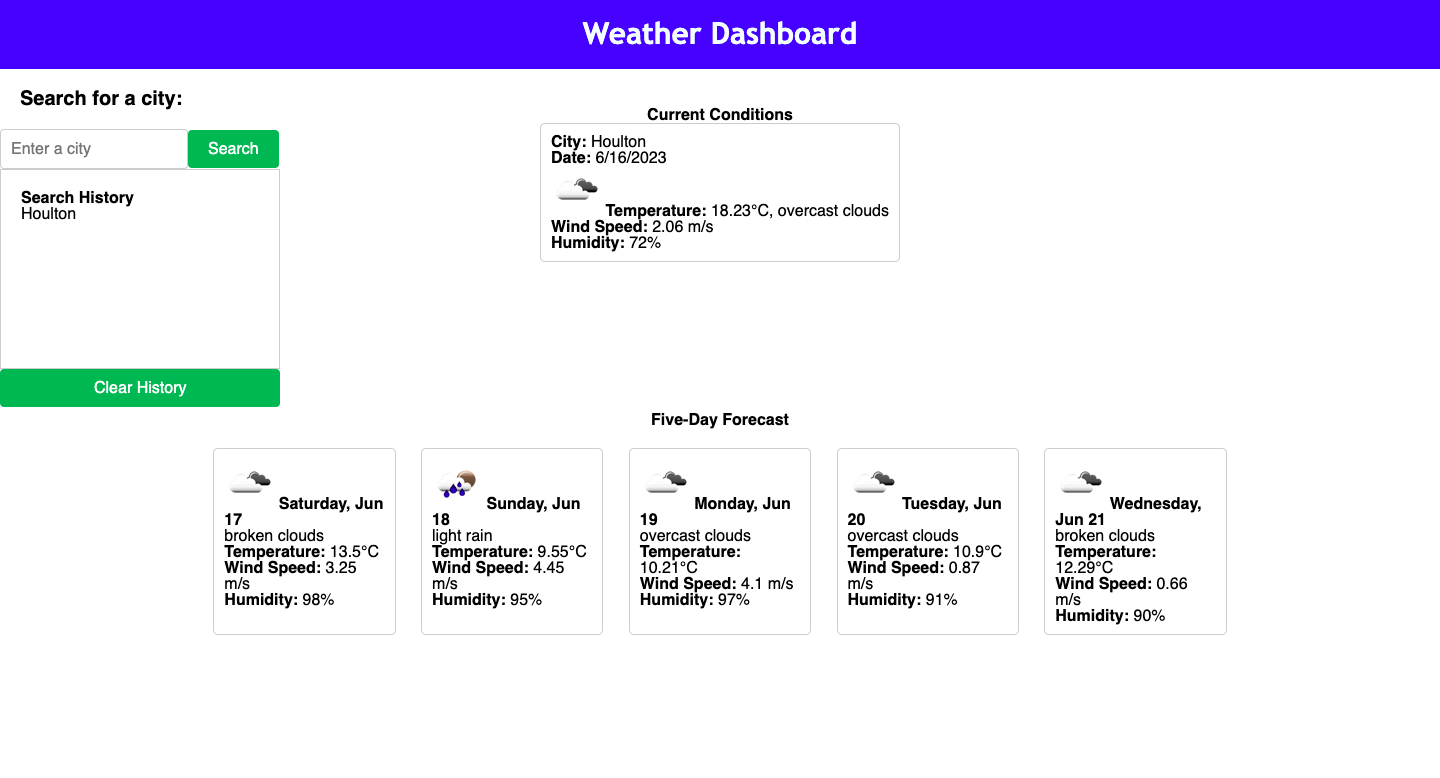 Weather Dashboard
Search for a city:
Enter a city
Search
Search History
Houlton
Clear History
Current Conditions
City: Houlton
Date: 6/16/2023
Temperature: 18.23°C, overcast clouds
Wind Speed: 2.06 m/s
Humidity: 72%
Five-Day Forecast
Saturday, Jun
17
broken clouds
Temperature: 13.5°C
Wind Speed: 3.25
m/s
Humidity: 98%
Sunday, Jun
18
light rain
Temperature: 9.55°C
Wind Speed: 4.45
m/s
Humidity: 95%
Monday, Jun
19
overcast clouds
Temperature:
10.21°C
Wind Speed: 4.1 m/s
Humidity: 97%
Tuesday, Jun
20
overcast clouds
Temperature: 10.9°C
Wind Speed: 0.87
m/s
Humidity: 91%
Wednesday,
Jun 21
broken clouds
Temperature:
12.29°C
Wind Speed: 0.66
m/s
Humidity: 90%